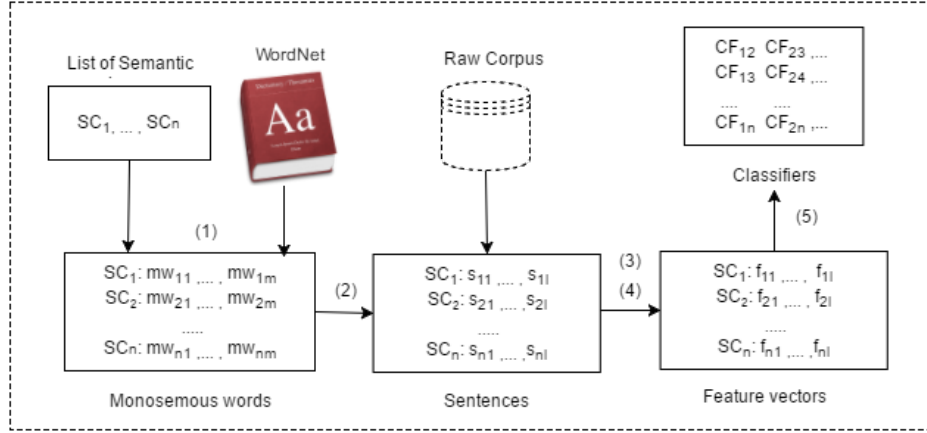 List of Semantic
WordNet
Raw Corpus
SC1, ... , SCn
Aa
CF12 CF23 ,...
CF13 CF24 ,...
.... ....
CF1n CF2n ,...
Classifiers
(1)
(5)
SC1: mw11 ,... , mw1m
SC2: mw21 ,... , mw2m
.....
SCn: mwn1 ,... , mwnm
(2)
SC1: s11 ,... , s1l
SC2: s21 ,... , s2l
.....
SCn: sn1 ,... , snl
(3)
(4)
SC1: f11 ,... , f1l
SC2: f21 ,... , f2l
.....
SCn: fn1 ,... , fnl
Monosemous words
Sentences
Feature vectors